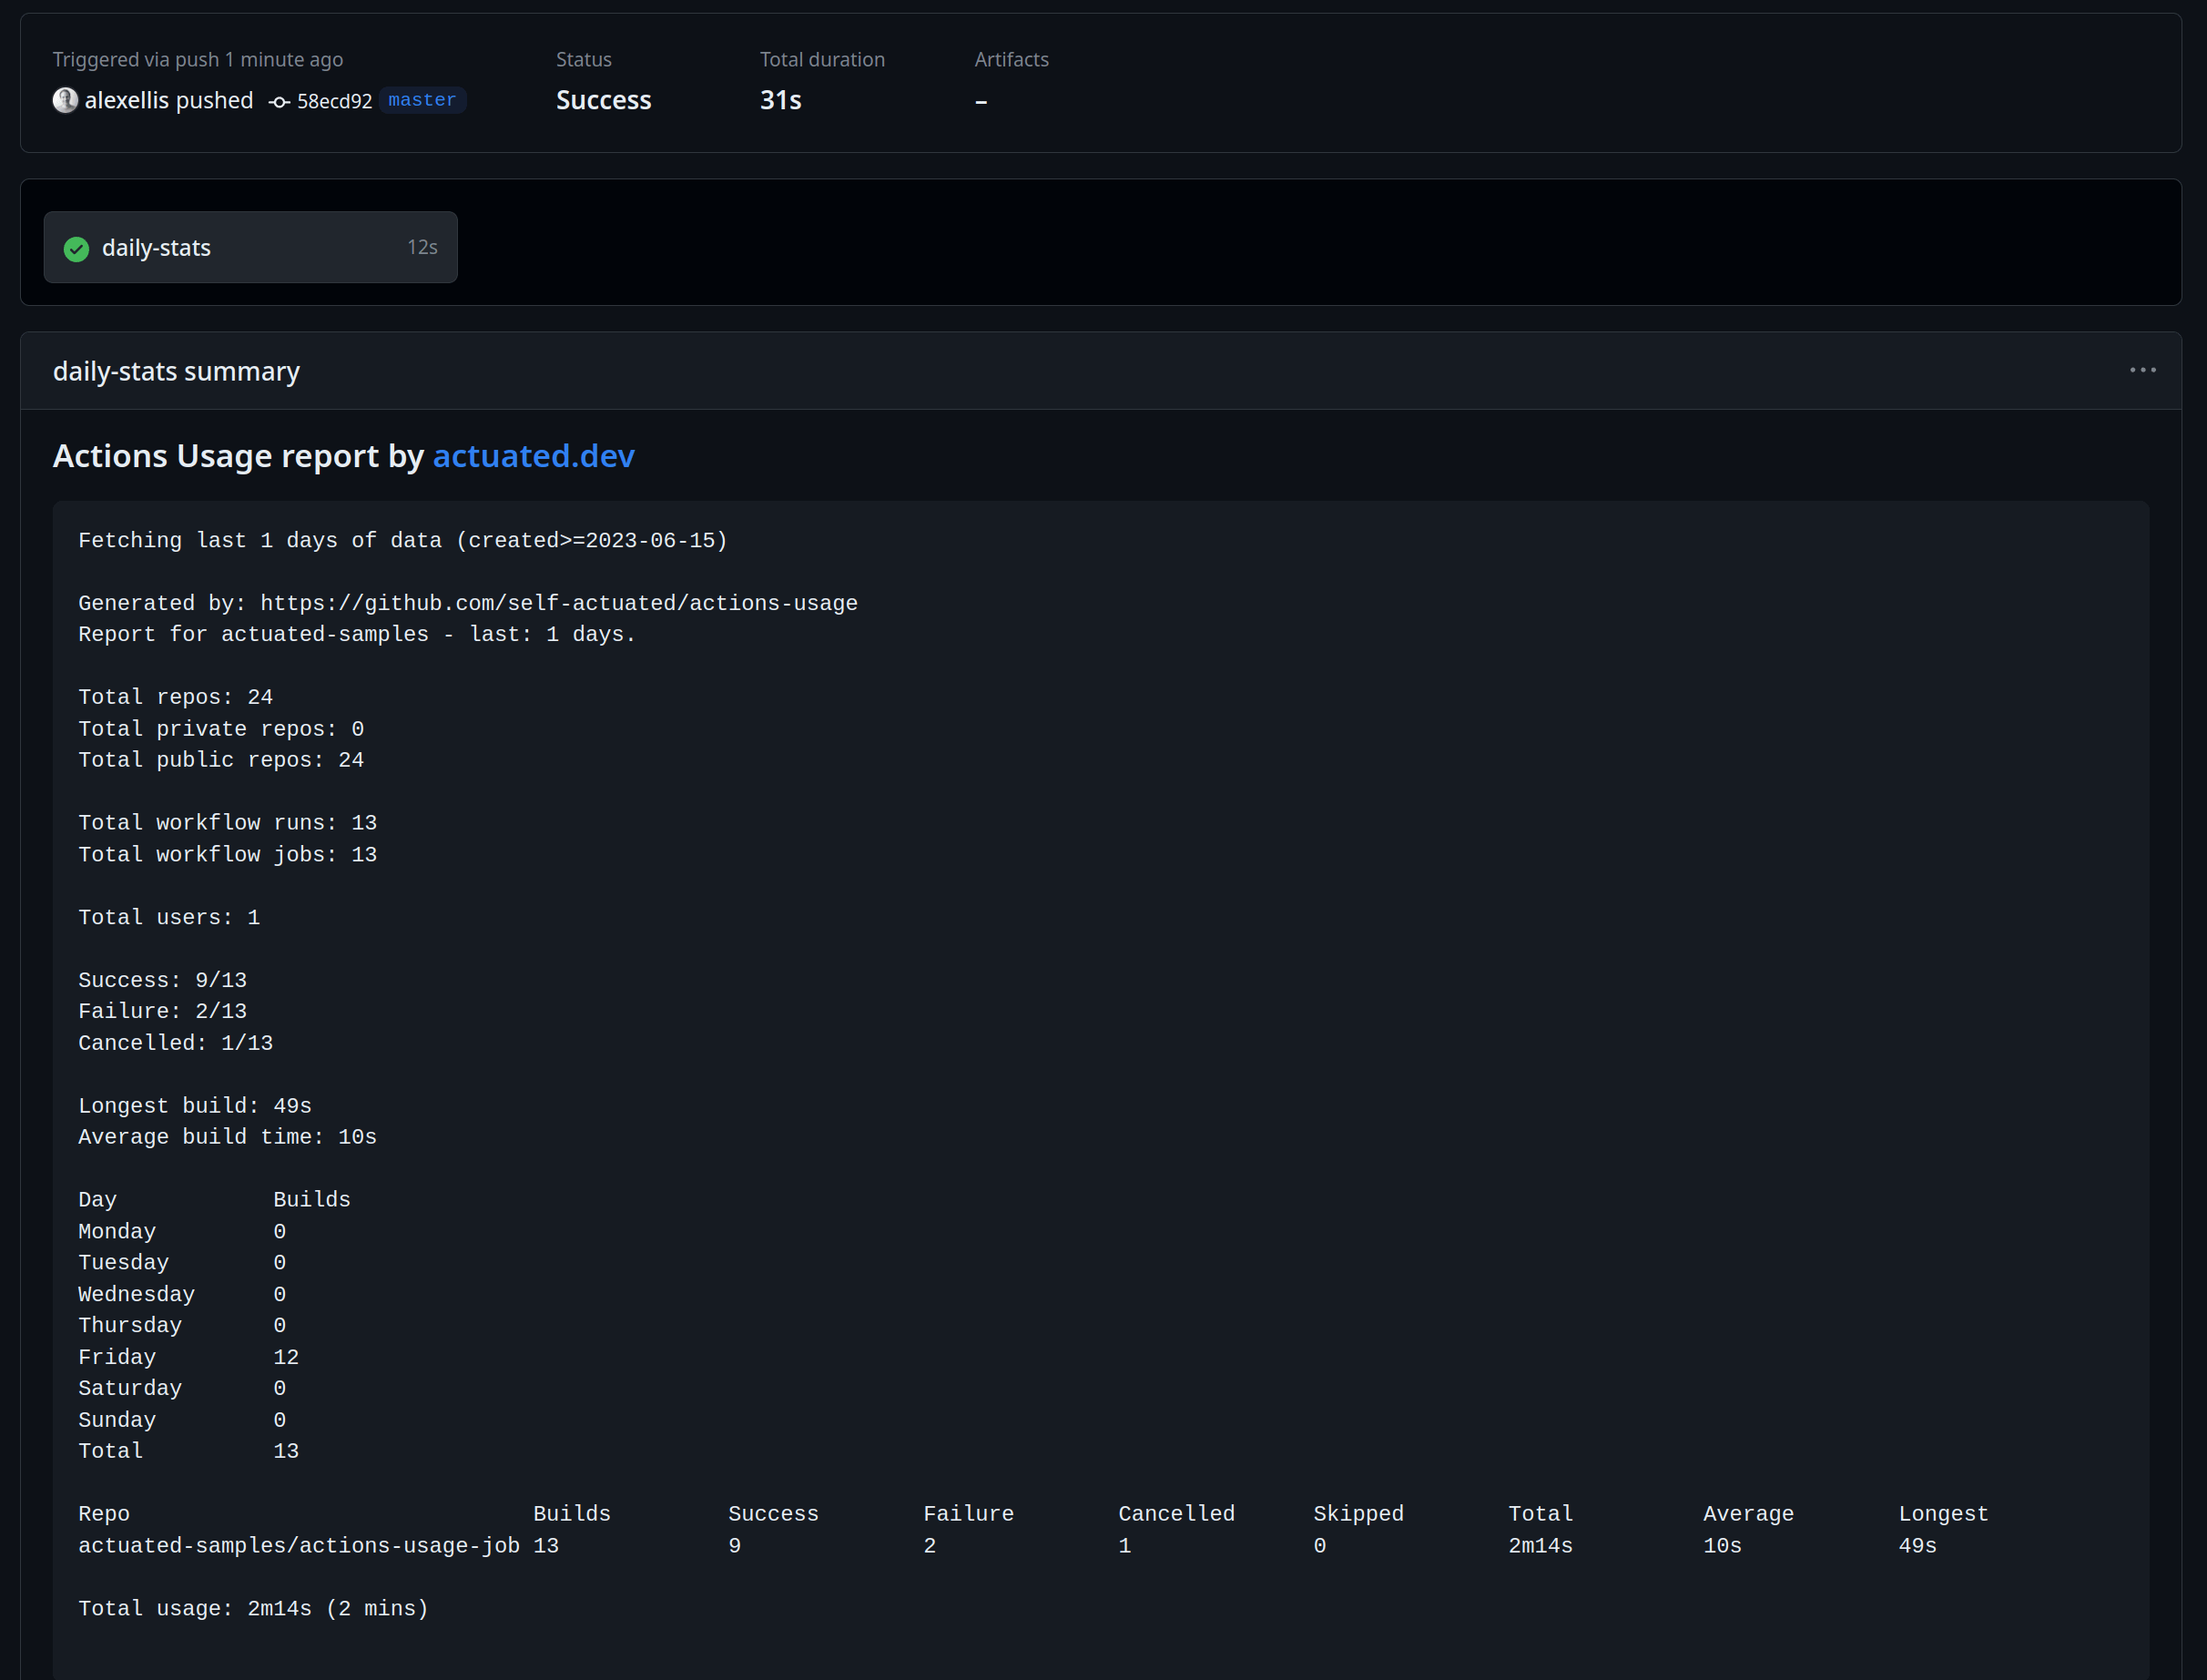 Triggered via push 1 minute ago
alexellis pushed 58ecd92 master
Status
Success
Total duration
31s
Artifacts
–
daily-stats 12s
daily-stats summary
Actions Usage report by actuated.dev
Fetching last 1 days of data (created>=2023-06-15)
Generated by: https://github.com/self-actuated/actions-usage
Report for actuated-samples - last: 1 days.
Total repos: 24
Total private repos: 0
Total public repos: 24
Total workflow runs: 13
Total workflow jobs: 13
Total users: 1
Success: 9/13
Failure: 2/13
Cancelled: 1/13
Longest build: 49s
Average build time: 10s
Day Builds
Monday 0
Tuesday 0
Wednesday 0
Thursday 0
Friday 12
Saturday 0
Sunday 0
Total 13
Repo Builds Success Failure Cancelled Skipped Total Average Longest
actuated-samples/actions-usage-job 13 9 2 1 0 2m14s 10s 49s
Total usage: 2m14s (2 mins)